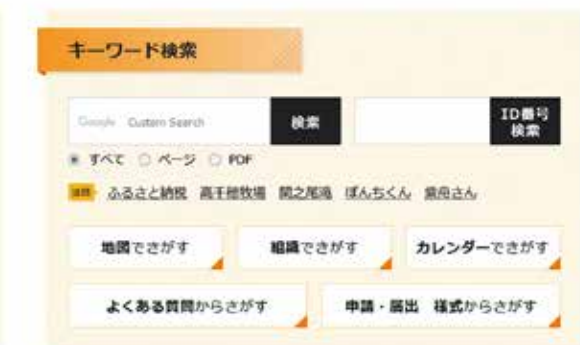 キーワード検索
Google Custom Search 検索 ID番号検索
すべて ページ PDF
注目 ふるさと納税 高千穂牧場 関之尾滝 ぼんちくん 霧島さん
地図でさがす 組織でさがす カレンダーでさがす
よくある質問からさがす 申請・届出 様式からさがす